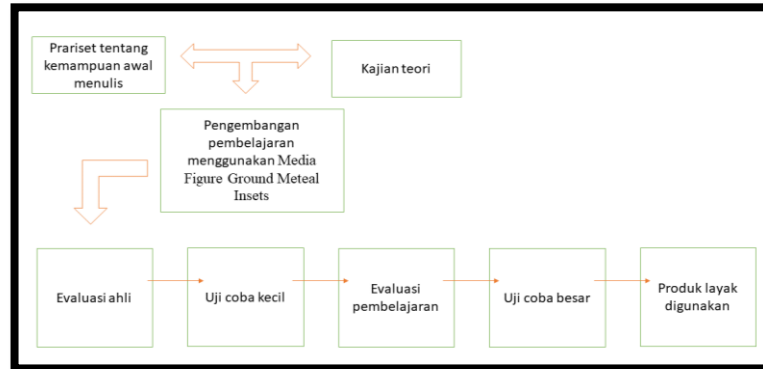 Prariset tentang
kemampuan awal
menulis
Kajian teori
Pengembangan
pembelajaran
menggunakan Media
Figure Ground Meteal
Insets
Evaluasi ahli
Uji coba kecil
Evaluasi
pembelajaran
Uji coba besar
Produk layak
digunakan